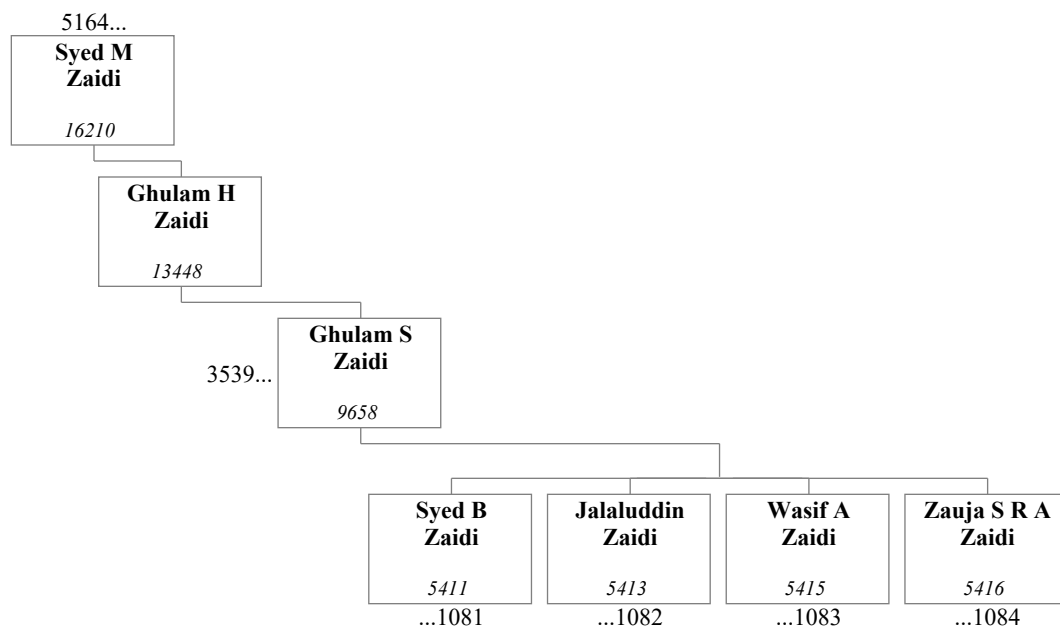 5164...
Syed M
Zaidi
16210
Ghulam H
Zaidi
13448
Ghulam S
Zaidi
3539...
9658
Syed B
Zaidi
5411
...1081
Jalaluddin
Zaidi
5413
...1082
Wasif A
Zaidi
5415
...1083
Zauja S R A
Zaidi
5416
...1084